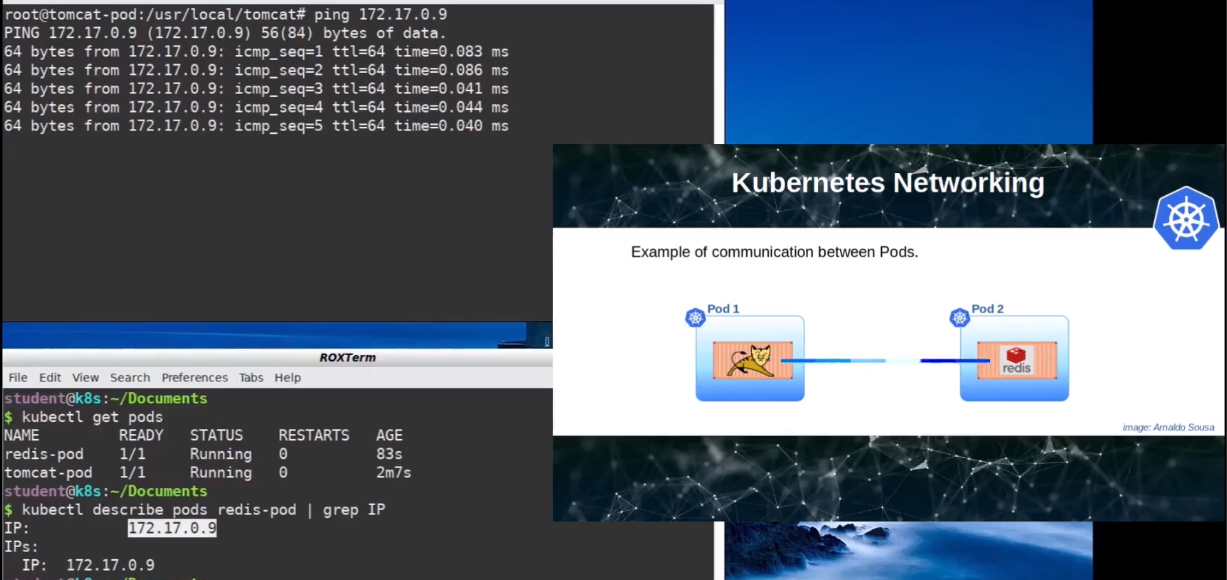 root@tomcat-pod:/usr/local/tomcat# ping 172.17.0.9
PING 172.17.0.9 (172.17.0.9) 56(84) bytes of data.
64 bytes from 172.17.0.9: icmp_seq=1 ttl=64 time=0.083 ms
64 bytes from 172.17.0.9: icmp_seq=2 ttl=64 time=0.086 ms
64 bytes from 172.17.0.9: icmp_seq=3 ttl=64 time=0.041 ms
64 bytes from 172.17.0.9: icmp_seq=4 ttl=64 time=0.044 ms
64 bytes from 172.17.0.9: icmp_seq=5 ttl=64 time=0.040 ms
Kubernetes Networking
Example of communication between Pods.
Pod 1
Pod 2
redis
image: Arnaldo Sousa
ROXTerm
File Edit View Search Preferences Tabs Help
student@k8s:~/Documents
$ kubectl get pods
NAME READY STATUS RESTARTS AGE
redis-pod 1/1 Running 0 83s
tomcat-pod 1/1 Running 0 2m7s
student@k8s:~/Documents
$ kubectl describe pods redis-pod | grep IP
IP: 172.17.0.9
IPs:
IP: 172.17.0.9